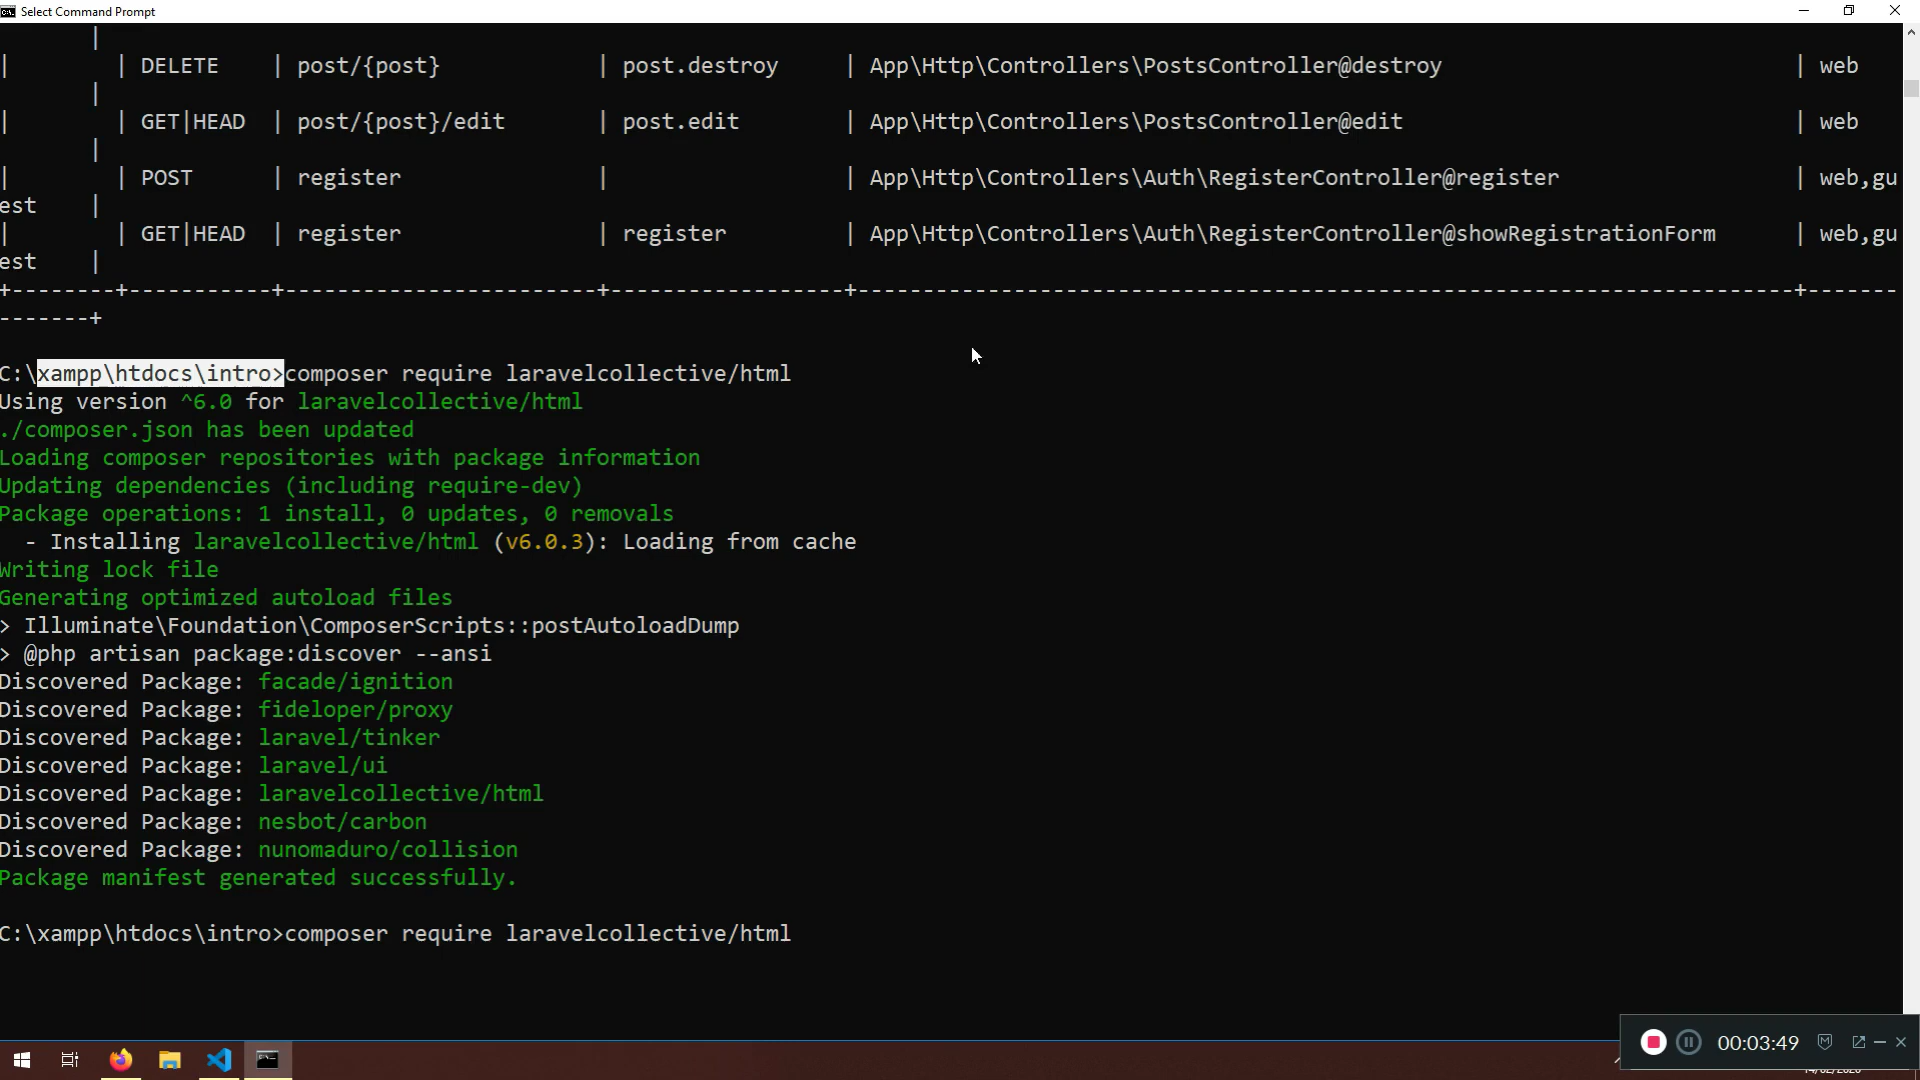 Select Command Prompt
|
| | DELETE | post/{post} | post.destroy | App\Http\Controllers\PostsController@destroy | web
|
| | GET|HEAD | post/{post}/edit | post.edit | App\Http\Controllers\PostsController@edit | web
|
| | POST | register | | App\Http\Controllers\Auth\RegisterController@register | web,gu
est |
| | GET|HEAD | register | register | App\Http\Controllers\Auth\RegisterController@showRegistrationForm | web,gu
est |
+--------+-----------+------------------------+------------------+------------------------------------------------------------------------+-------
-------+
C:\xampp\htdocs\intro>composer require laravelcollective/html
Using version ^6.0 for laravelcollective/html
./composer.json has been updated
Loading composer repositories with package information
Updating dependencies (including require-dev)
Package operations: 1 install, 0 updates, 0 removals
- Installing laravelcollective/html (v6.0.3): Loading from cache
Writing lock file
Generating optimized autoload files
> Illuminate\Foundation\ComposerScripts::postAutoloadDump
> @php artisan package:discover --ansi
Discovered Package: facade/ignition
Discovered Package: fideloper/proxy
Discovered Package: laravel/tinker
Discovered Package: laravel/ui
Discovered Package: laravelcollective/html
Discovered Package: nesbot/carbon
Discovered Package: nunomaduro/collision
Package manifest generated successfully.
C:\xampp\htdocs\intro>composer require laravelcollective/html
00:03:49